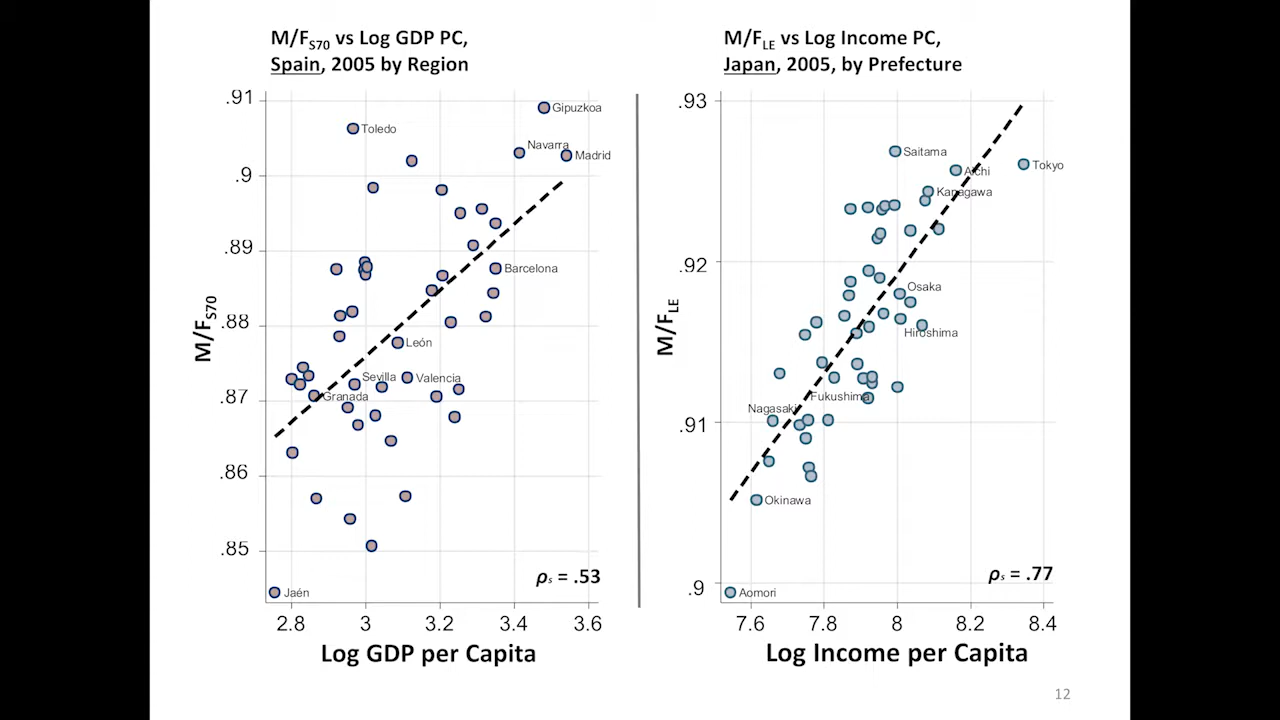 M/F_S70 vs Log GDP PC,
Spain, 2005 by Region
.91
.9
.89
.88
.87
.86
.85
M/F_S70
Gipuzkoa
Toledo
Navarra
Madrid
Barcelona
León
Sevilla
Valencia
Granada
Jaén
ρs = .53
2.8
3
3.2
3.4
3.6
Log GDP per Capita
M/F_LE vs Log Income PC,
Japan, 2005, by Prefecture
.93
.92
.91
.9
M/F_LE
Saitama
Aichi
Tokyo
Kanagawa
Osaka
Hiroshima
Fukushima
Nagasaki
Okinawa
Aomori
ρs = .77
7.6
7.8
8
8.2
8.4
Log Income per Capita
12